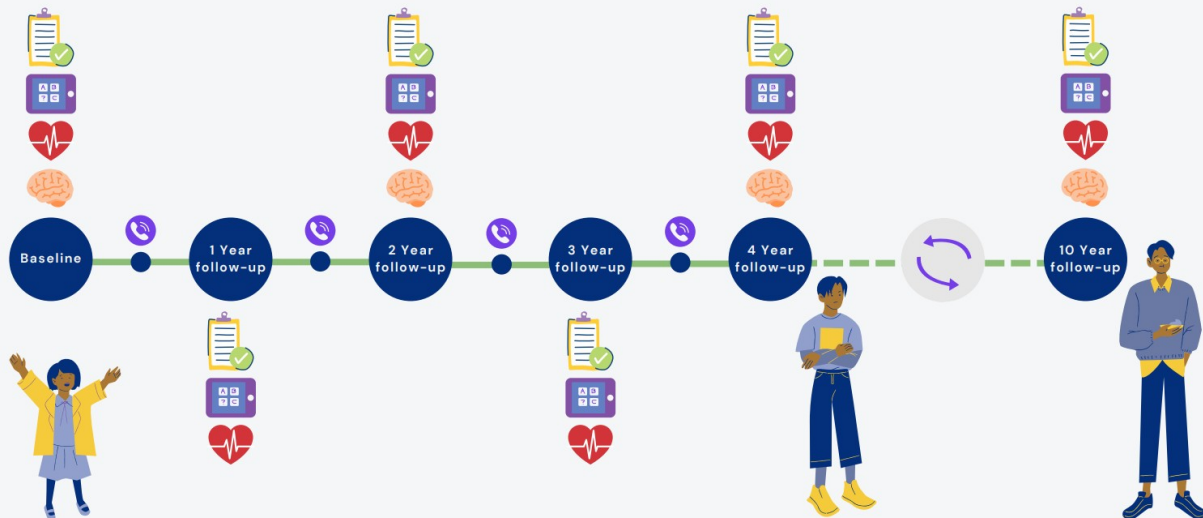 Baseline
1 Year
follow-up
2 Year
follow-up
3 Year
follow-up
4 Year
follow-up
10 Year
follow-up